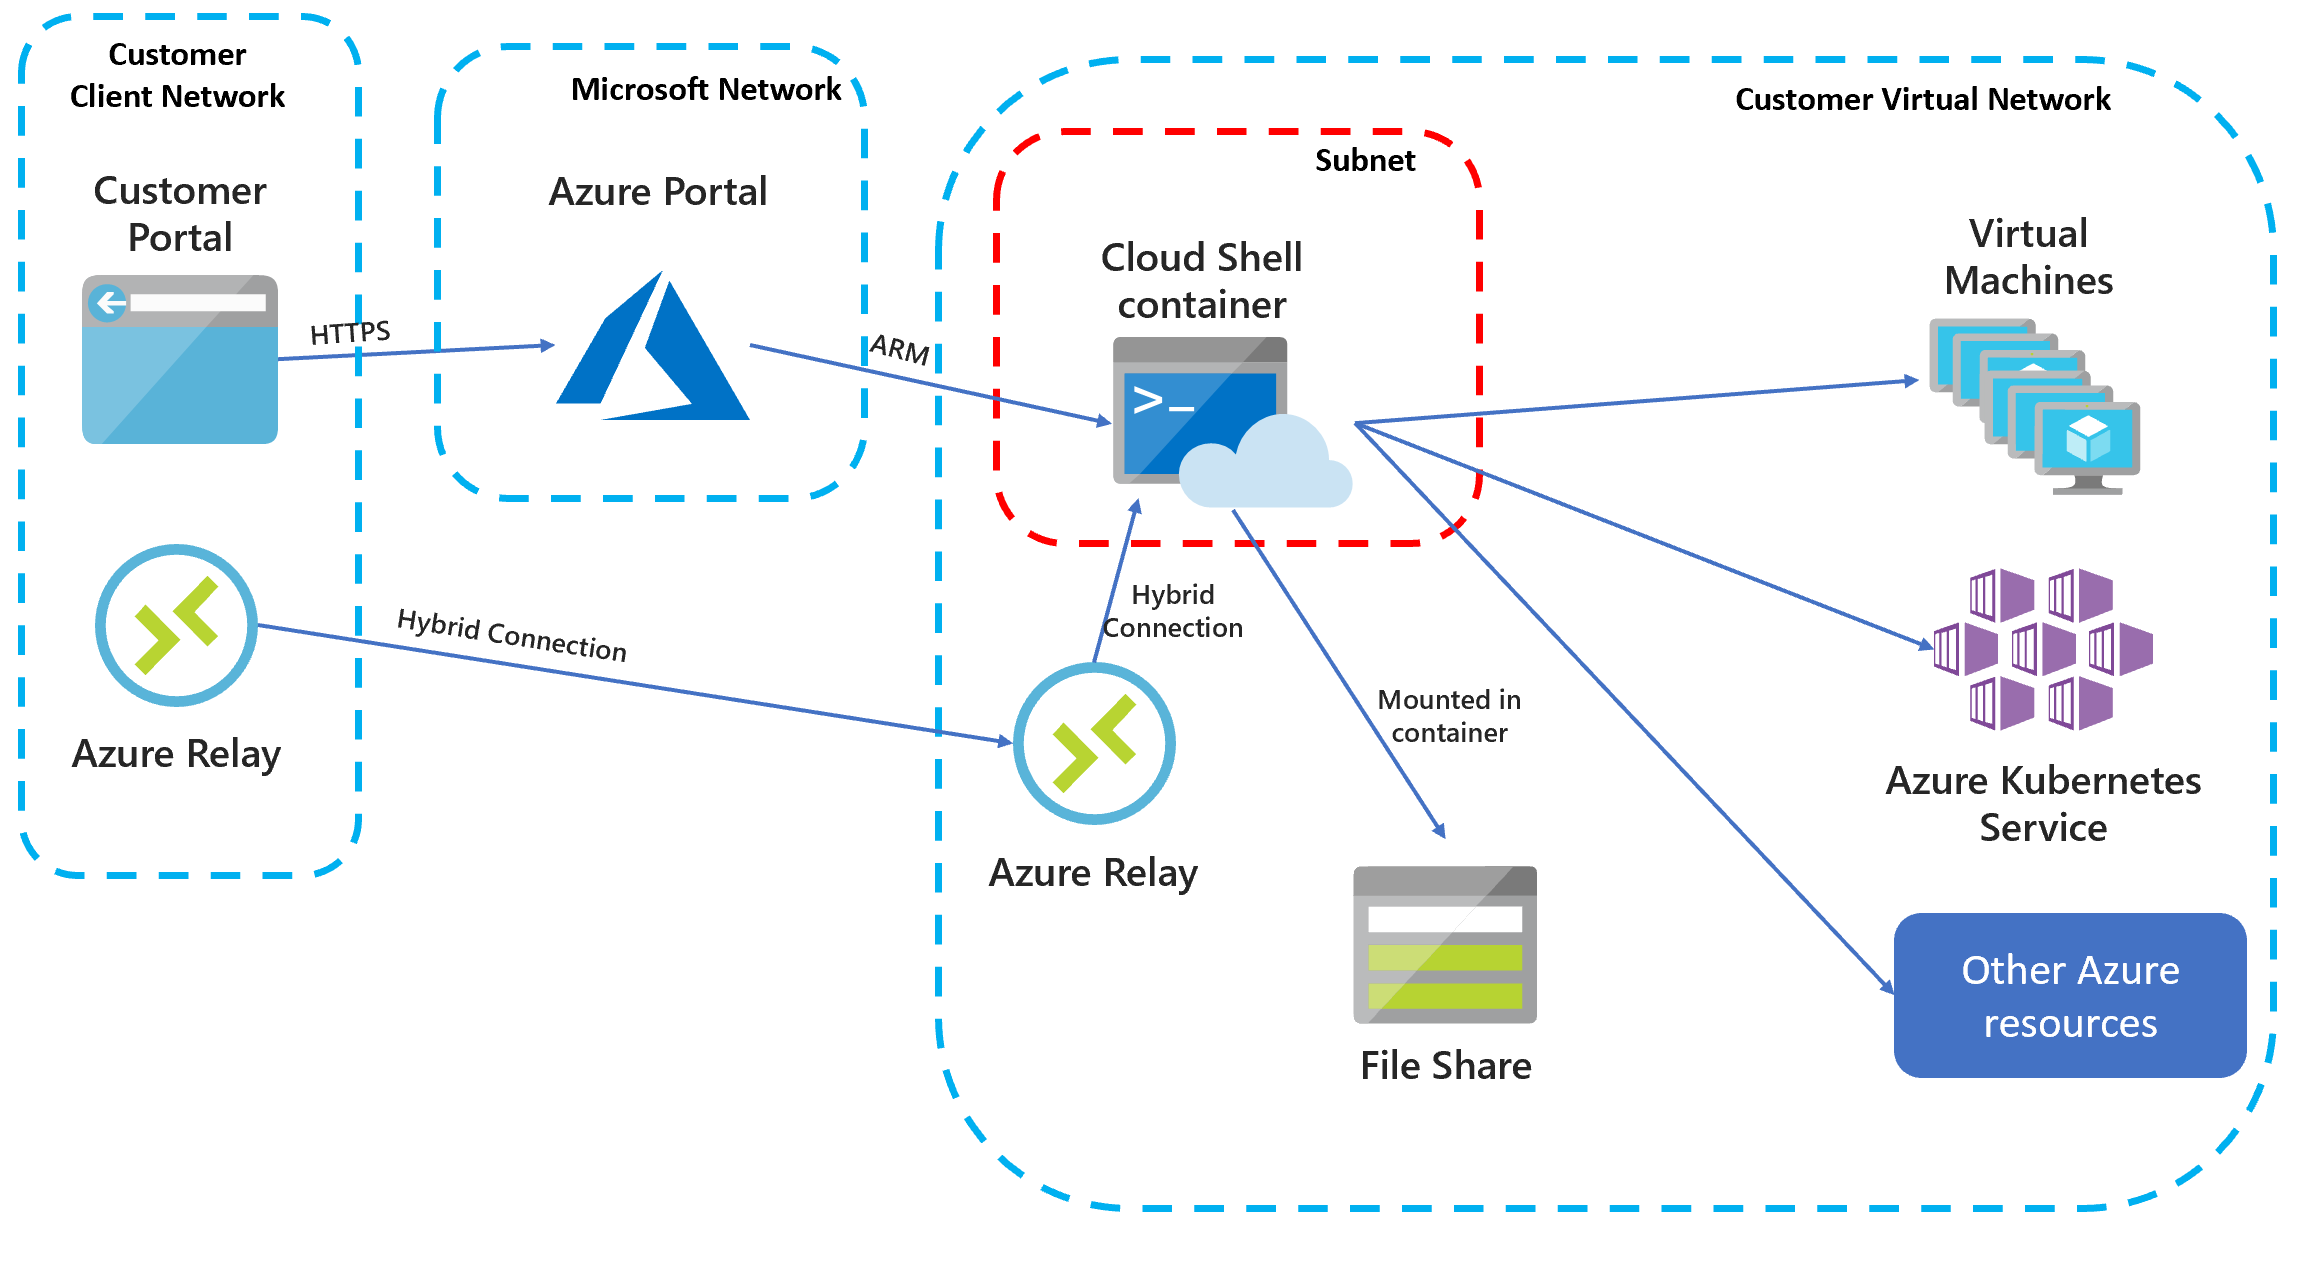 Customer
Client Network
Customer
Portal
HTTPS
Azure Relay
Microsoft Network
Azure Portal
ARM
Hybrid Connection
Customer Virtual Network
Subnet
Cloud Shell
container
>_
Hybrid
Connection
Azure Relay
Mounted in
container
File Share
Virtual
Machines
Azure Kubernetes
Service
Other Azure
resources